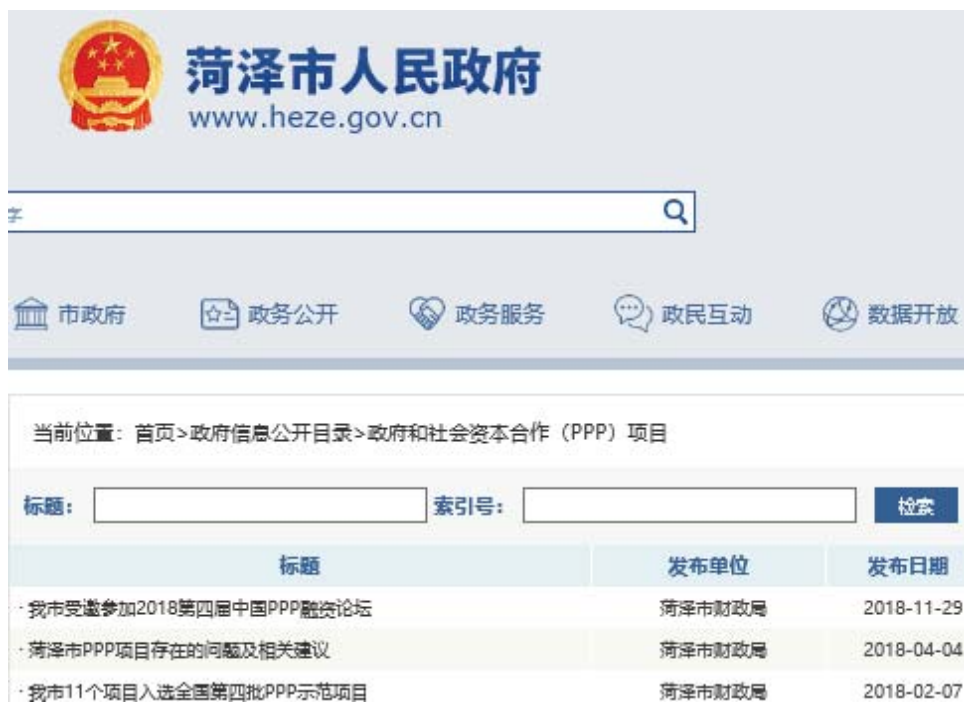 菏泽市人民政府
www.heze.gov.cn
字
市政府 政务公开 政务服务 政民互动 数据开放
当前位置：首页>政府信息公开目录>政府和社会资本合作（PPP）项目
标题： 索引号： 检索
标题 发布单位 发布日期
·我市受邀参加2018第四届中国PPP融资论坛 菏泽市财政局 2018-11-29
·菏泽市PPP项目存在的问题及相关建议 菏泽市财政局 2018-04-04
·我市11个项目入选全国第四批PPP示范项目 菏泽市财政局 2018-02-07